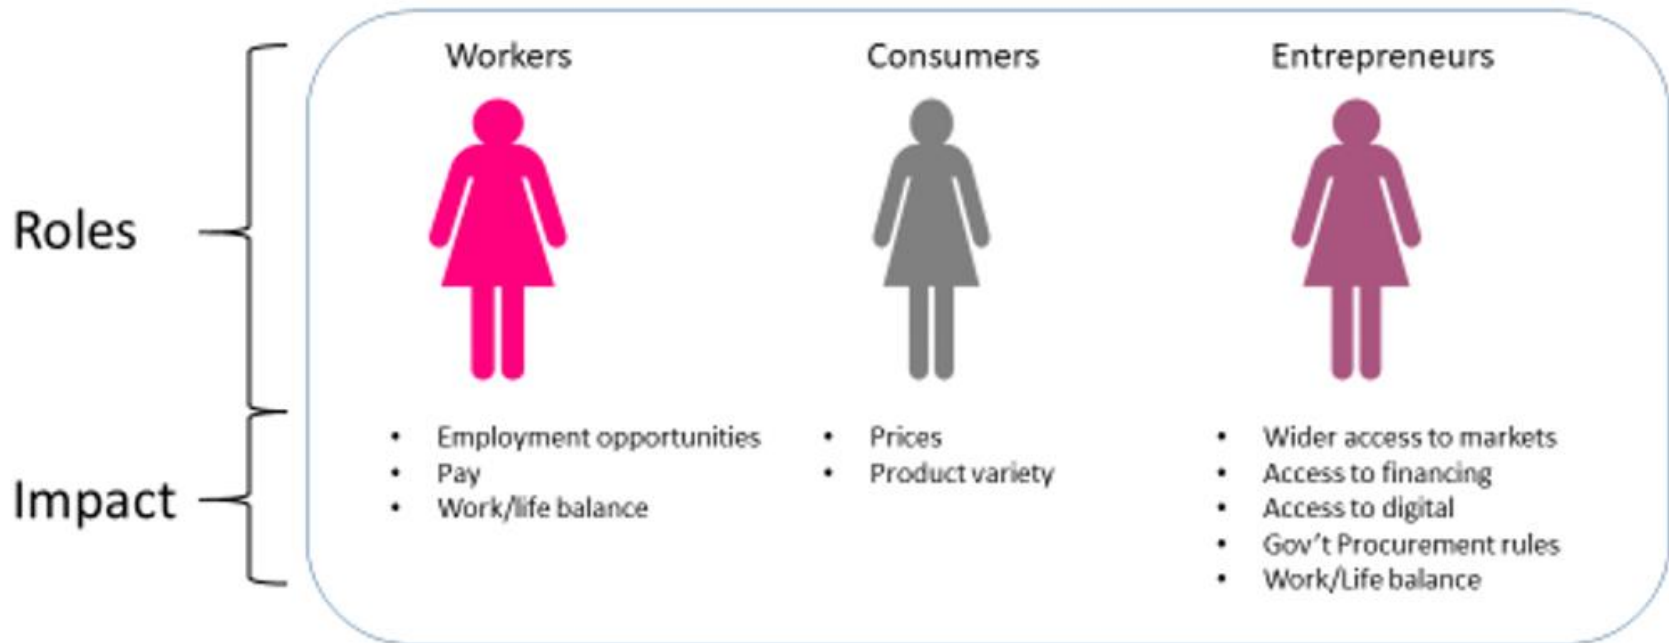 Workers
Consumers
Entrepreneurs
Roles
Impact
• Employment opportunities
• Pay
• Work/life balance
• Prices
• Product variety
• Wider access to markets
• Access to financing
• Access to digital
• Gov't Procurement rules
• Work/Life balance